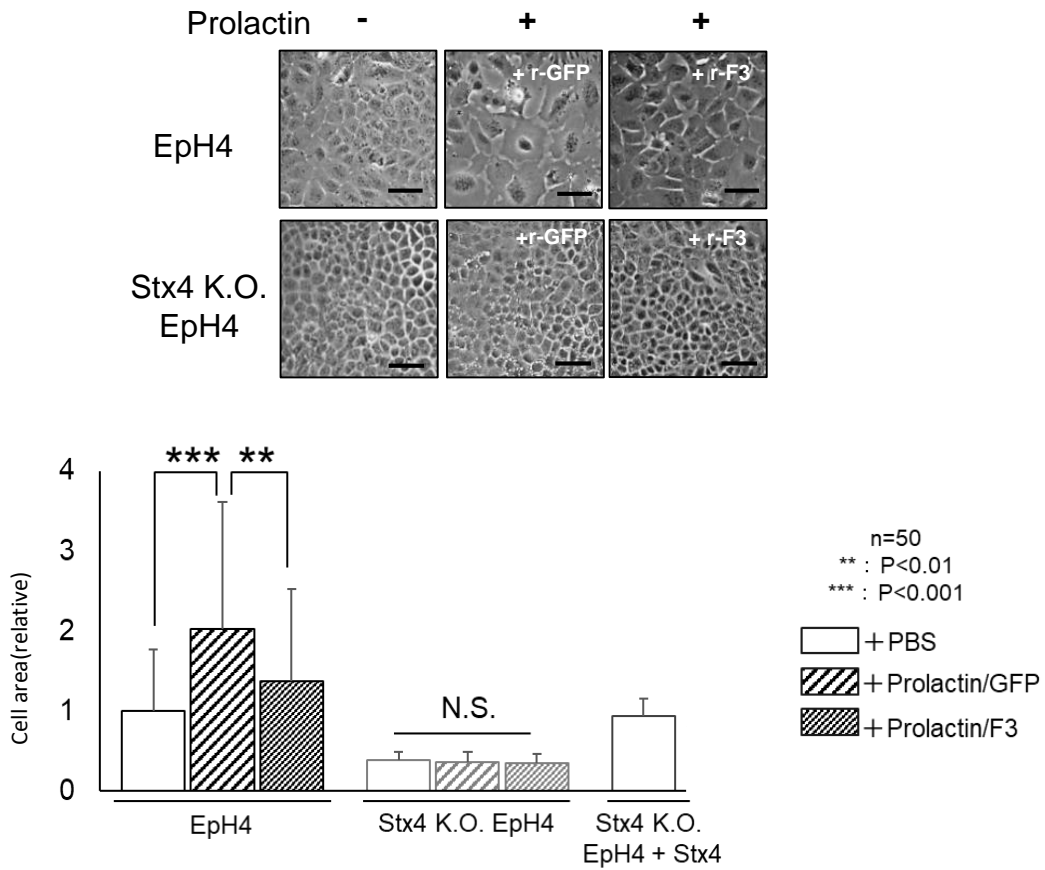 Prolactin - + +
+ r-GFP
+ r-F3
EpH4
+r-GFP
+ r-F3
Stx4 K.O.
EpH4
*** **
4
3
2
1
0
Cell area(relative)
N.S.
EpH4
Stx4 K.O. EpH4
Stx4 K.O.
EpH4 + Stx4
n=50
** : P<0.01
*** : P<0.001
+PBS
+Prolactin/GFP
+Prolactin/F3